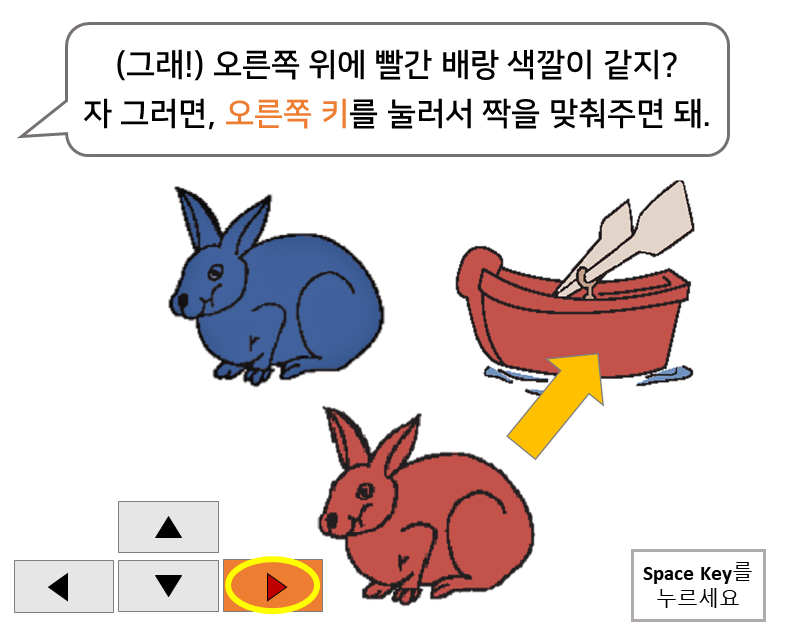 (그래!) 오른쪽 위에 빨간 배랑 색깔이 같지?
자 그러면, 오른쪽 키를 눌러서 짝을 맞춰주면 돼.
Space Key를
누르세요